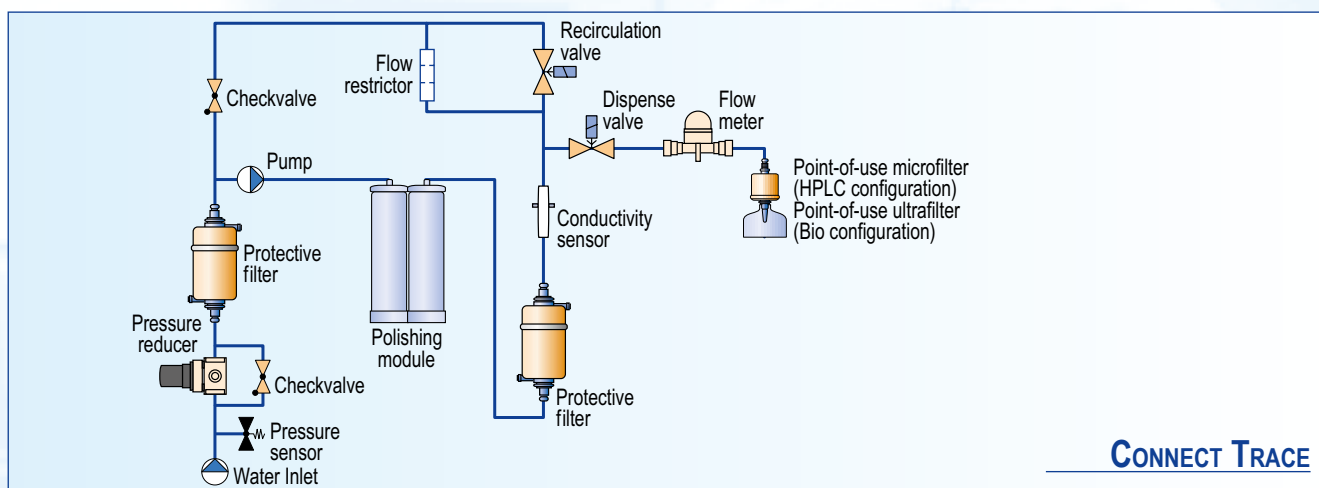 Recirculation
valve
Flow
restrictor
Checkvalve
Dispense
valve
Flow
meter
Pump
Point-of-use microfilter
(HPLC configuration)
Point-of-use ultrafilter
(Bio configuration)
Conductivity
sensor
Protective
filter
Pressure
reducer
Polishing
module
Checkvalve
Protective
filter
Pressure
sensor
Water Inlet
CONNECT TRACE